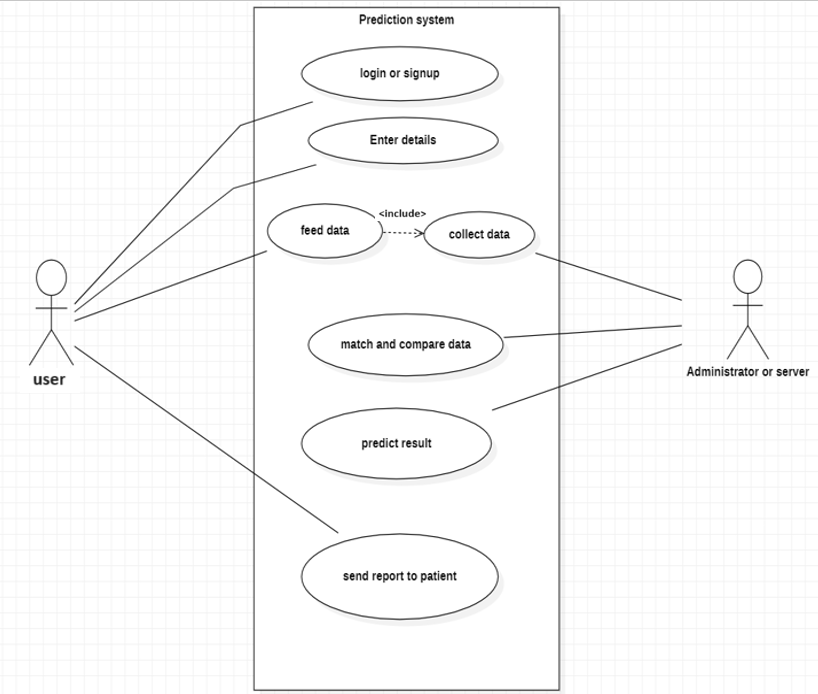 Prediction system
login or signup
Enter details
<include>
feed data
collect data
match and compare data
user
Administrator or server
predict result
send report to patient